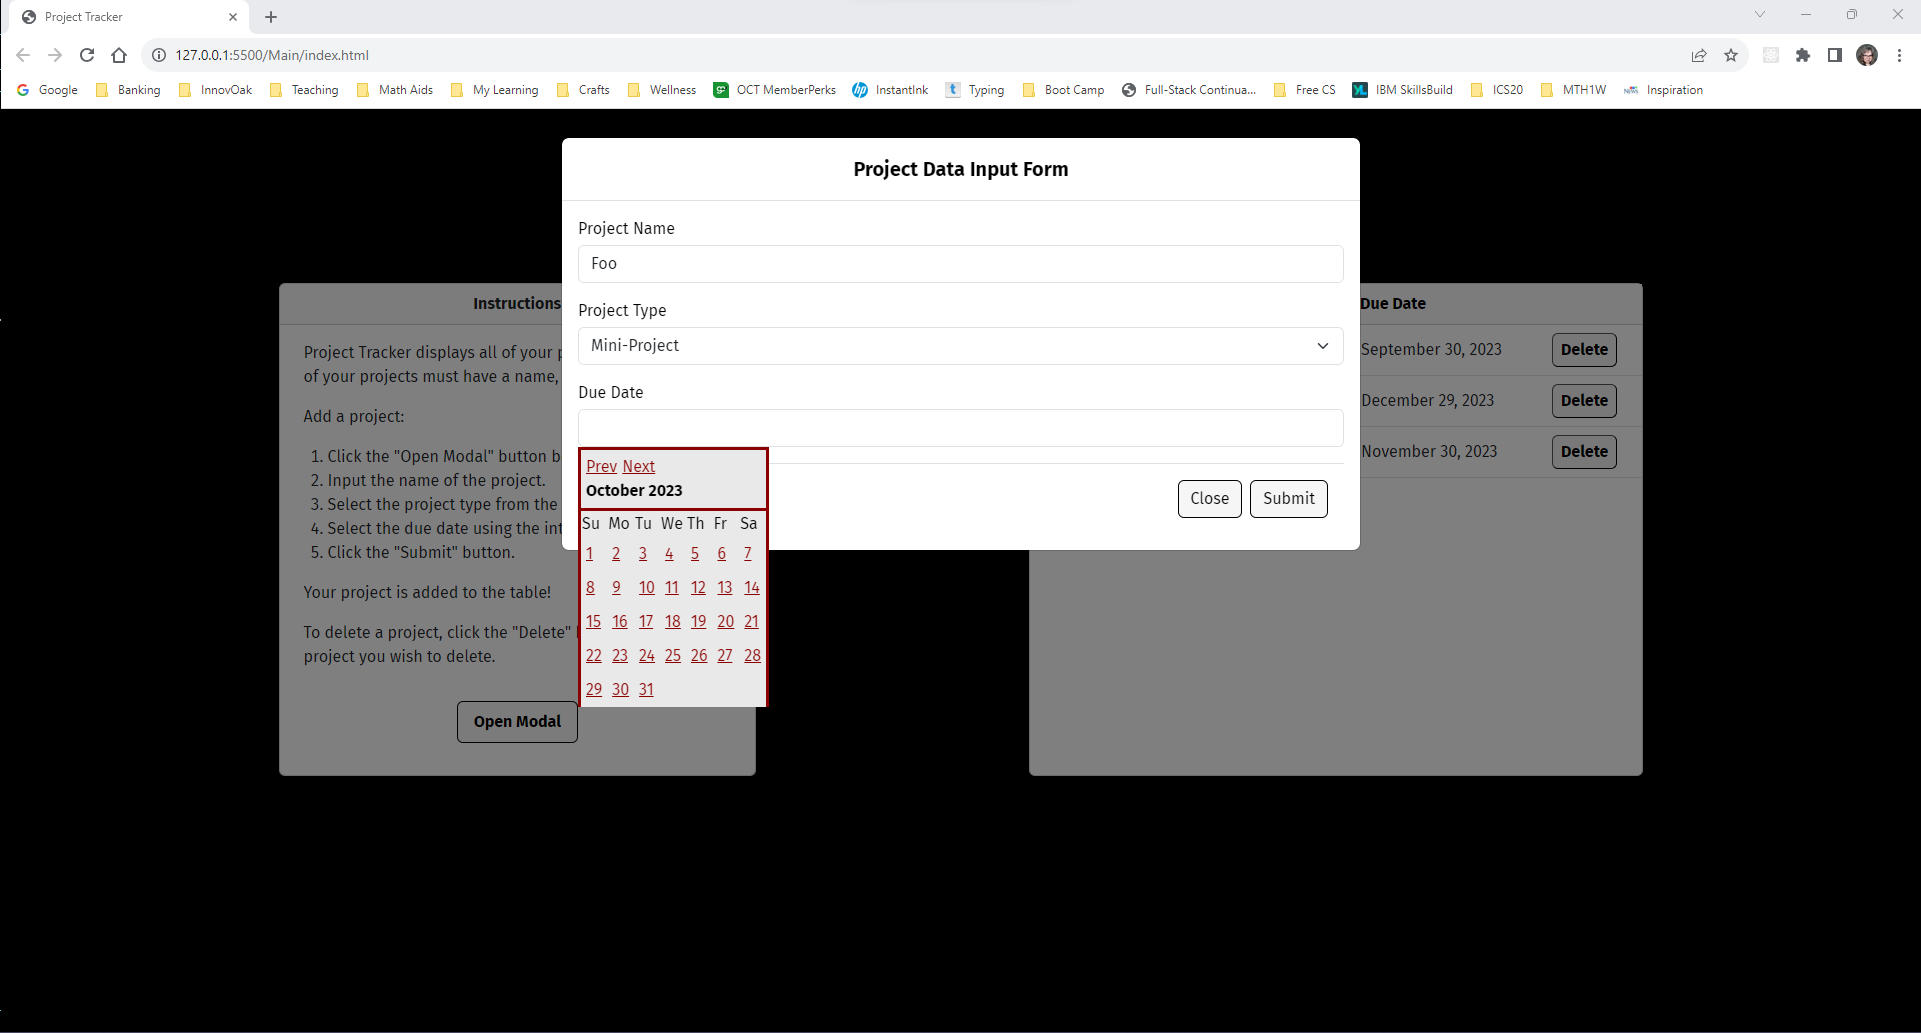 Project Tracker
127.0.0.1:5500/Main/index.html
Google Banking InnovOak Teaching Math Aids My Learning Crafts Wellness OCT MemberPerks InstantInk Typing Boot Camp Full-Stack Continua... Free CS IBM SkillsBuild ICS20 MTH1W Inspiration
Project Data Input Form
Project Name
Foo
Project Type
Mini-Project
Due Date
Prev Next
October 2023
Su Mo Tu We Th Fr Sa
1 2 3 4 5 6 7
8 9 10 11 12 13 14
15 16 17 18 19 20 21
22 23 24 25 26 27 28
29 30 31
Close Submit
Instructions
Project Tracker displays all of your
of your projects must have a name,
Add a project:
1. Click the "Open Modal" button
2. Input the name of the project.
3. Select the project type from the
4. Select the due date using the
5. Click the "Submit" button.
Your project is added to the table!
To delete a project, click the "Delete"
project you wish to delete.
Open Modal
Due Date
September 30, 2023 Delete
December 29, 2023 Delete
November 30, 2023 Delete